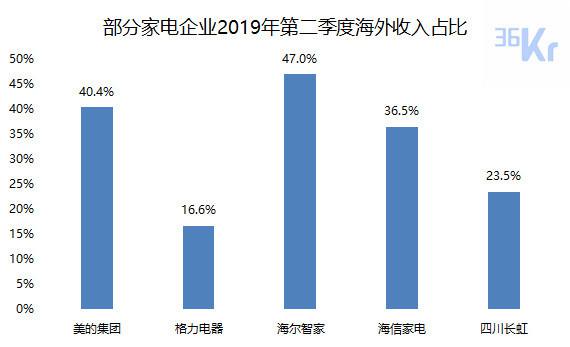 部分家电企业2019年第二季度海外收入占比
36Kr
50%
45%
40%
35%
30%
25%
20%
15%
10%
5%
0%
40.4%
16.6%
47.0%
36.5%
23.5%
美的集团
格力电器
海尔智家
海信家电
四川长虹